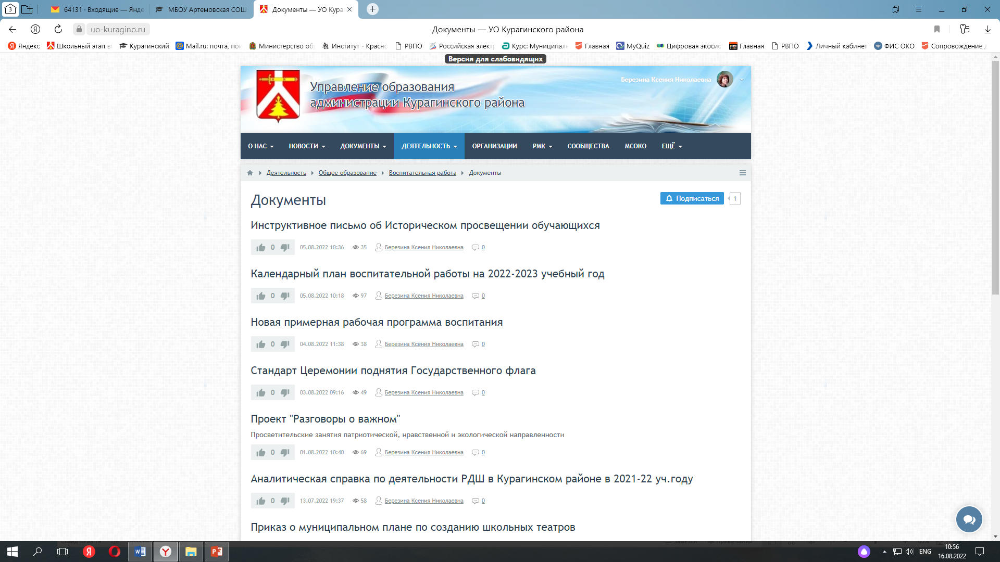 3
64131 · Входящие — Янде
МБОУ Артемовская СОШ
Документы — УО Кура
uo-kuragino.ru
Документы — УО Курагинского района
Яндекс
Школьный этап вс
Курагинский
Mail.ru: почта, пои
Министерство об
Институт - Красно
РВПО
Российская элект
Курс: Муниципаль
Главная
MyQuiz
Цифровая экосист
Главная
РВПО
Личный кабинет
ФИС ОКО
Сопровождение д
Версия для слабовидящих
Управление образования
администрации Курагинского района
Березина Ксения Николаевна
О НАС НОВОСТИ ДОКУМЕНТЫ ДЕЯТЕЛЬНОСТЬ ОРГАНИЗАЦИИ РМК СООБЩЕСТВА МСОКО ЕЩЁ
Деятельность Общее образование Воспитательная работа Документы
Документы
Подписаться 1
Инструктивное письмо об Историческом просвещении обучающихся
0 05.08.2022 10:36 35 Березина Ксения Николаевна 0
Календарный план воспитательной работы на 2022-2023 учебный год
0 05.08.2022 10:18 97 Березина Ксения Николаевна 0
Новая примерная рабочая программа воспитания
0 04.08.2022 11:38 38 Березина Ксения Николаевна 0
Стандарт Церемонии поднятия Государственного флага
0 03.08.2022 09:16 49 Березина Ксения Николаевна 0
Проект "Разговоры о важном"
Просветительские занятия патриотической, нравственной и экологической направленности
0 01.08.2022 10:40 69 Березина Ксения Николаевна 0
Аналитическая справка по деятельности РДШ в Курагинском районе в 2021-22 уч.году
0 13.07.2022 19:37 58 Березина Ксения Николаевна 0
Приказ о муниципальном плане по созданию школьных театров
ENG
10:56
16.08.2022